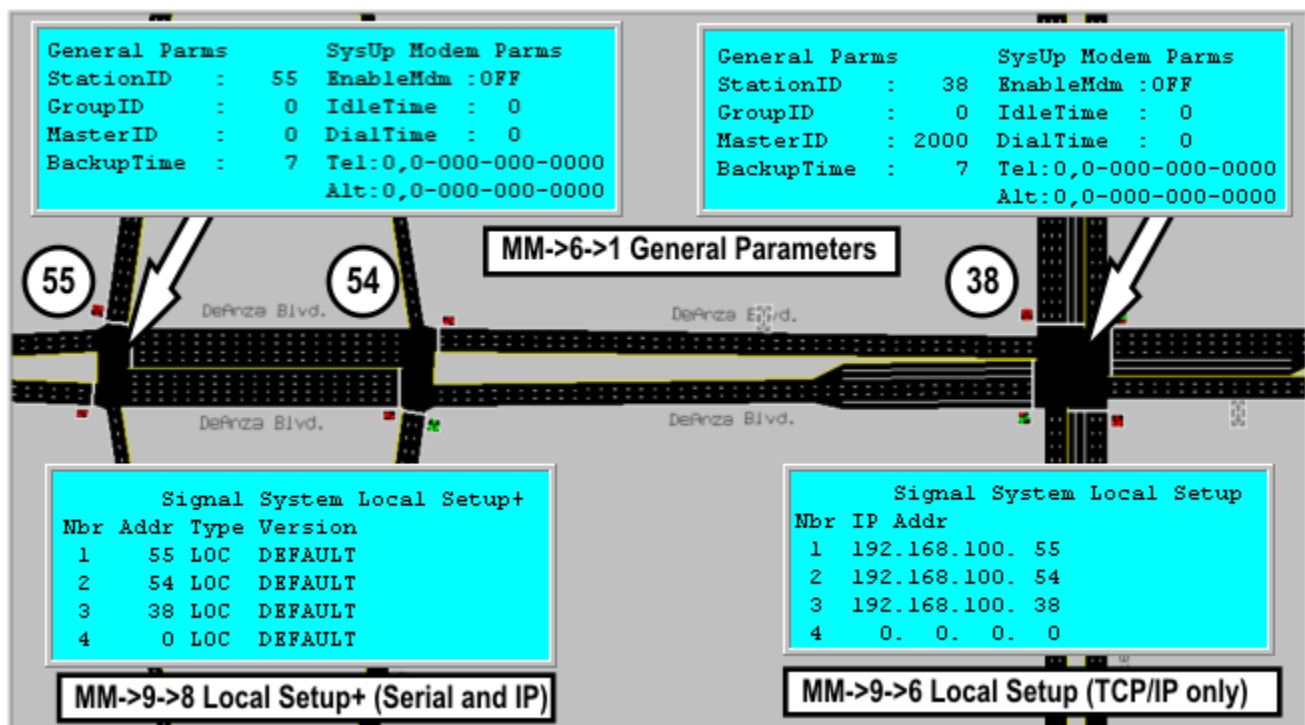 General Parms SysUp Modem Parms
StationID : 55 EnableMdm :OFF
GroupID : 0 IdleTime : 0
MasterID : 0 DialTime : 0
BackupTime : 7 Tel:0,0-000-000-0000
Alt:0,0-000-000-0000
General Parms SysUp Modem Parms
StationID : 38 EnableMdm :OFF
GroupID : 0 IdleTime : 0
MasterID : 2000 DialTime : 0
BackupTime : 7 Tel:0,0-000-000-0000
Alt:0,0-000-000-0000
MM->6->1 General Parameters
55
54
38
DeAnza Blvd.
DeAnza Blvd.
DeAnza Blvd.
DeAnza Blvd.
Signal System Local Setup+
Nbr Addr Type Version
1 55 LOC DEFAULT
2 54 LOC DEFAULT
3 38 LOC DEFAULT
4 0 LOC DEFAULT
MM->9->8 Local Setup+ (Serial and IP)
Signal System Local Setup
Nbr IP Addr
1 192.168.100. 55
2 192.168.100. 54
3 192.168.100. 38
4 0. 0. 0. 0
MM->9->6 Local Setup (TCP/IP only)